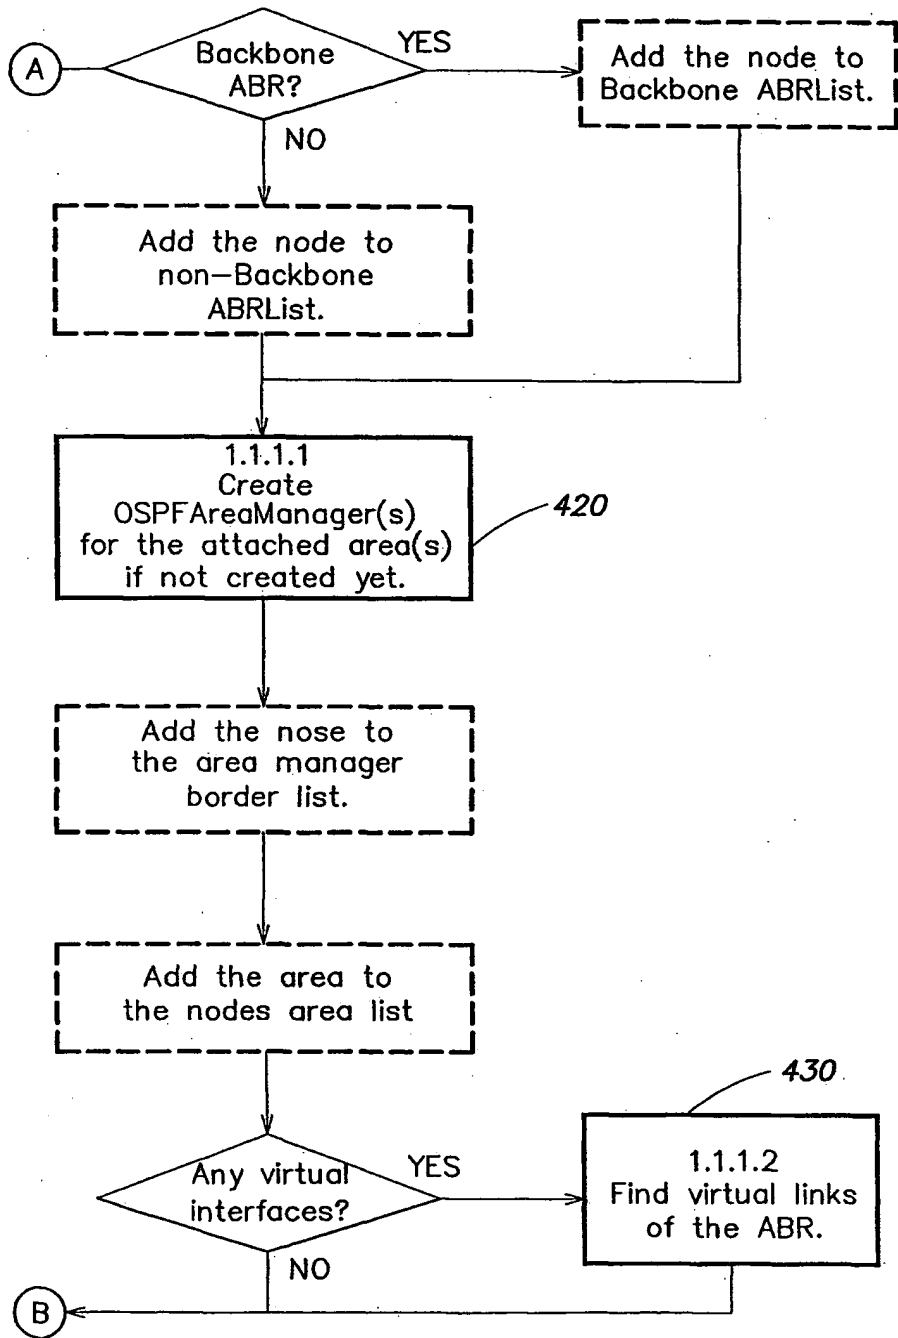 A
Backbone
ABR?
YES
Add the node to
Backbone ABRList.
NO
Add the node to
non-Backbone
ABRList.
1.1.1.1
Create
OSPFAreaManager(s)
for the attached area(s)
if not created yet.
420
Add the nose to
the area manager
border list.
Add the area to
the nodes area list
430
Any virtual
interfaces?
YES
1.1.1.2
Find virtual links
of the ABR.
NO
B